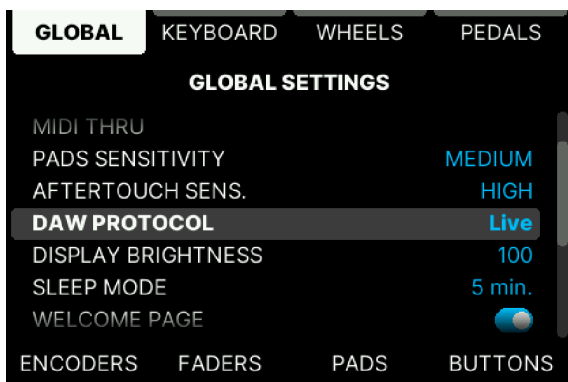 GLOBAL KEYBOARD WHEELS PEDALS
GLOBAL SETTINGS
MIDI THRU
PADS SENSITIVITY MEDIUM
AFTERTOUCH SENS. HIGH
DAW PROTOCOL Live
DISPLAY BRIGHTNESS 100
SLEEP MODE 5 min.
WELCOME PAGE
ENCODERS FADERS PADS BUTTONS